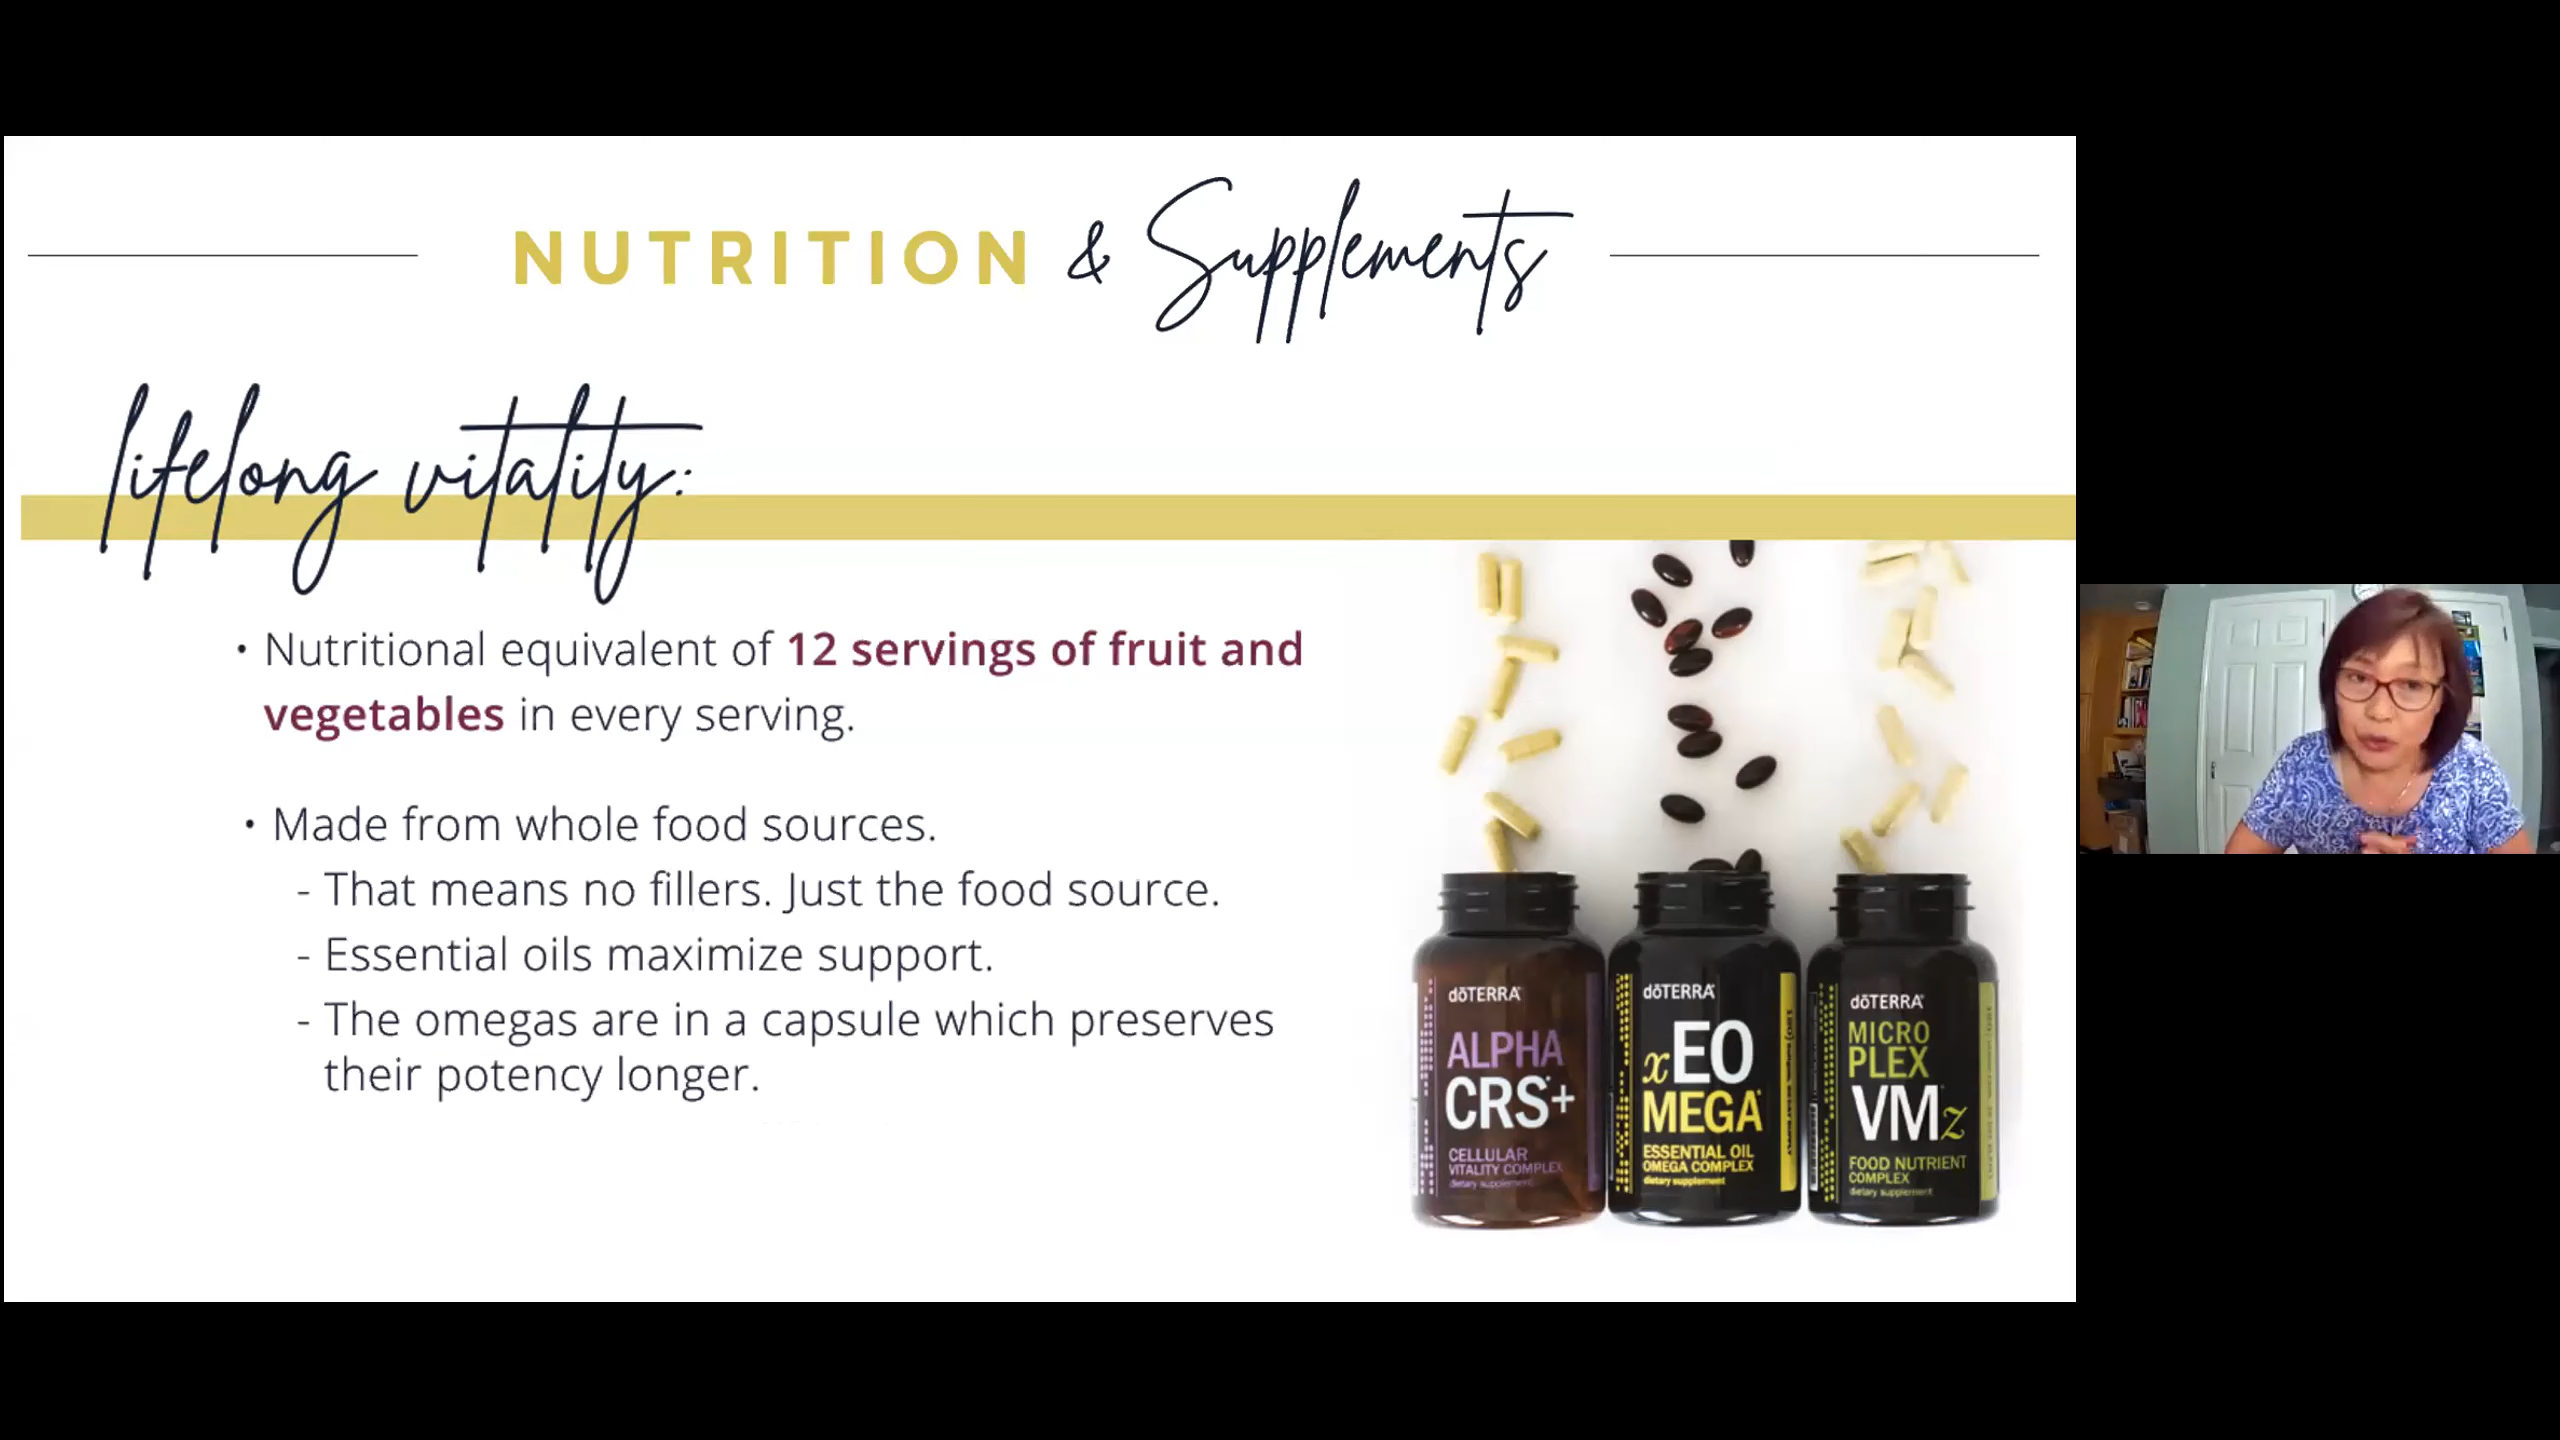 NUTRITION & Supplements
lifelong vitality:
• Nutritional equivalent of 12 servings of fruit and
vegetables in every serving.
• Made from whole food sources.
- That means no fillers. Just the food source.
- Essential oils maximize support.
- The omegas are in a capsule which preserves
their potency longer.
dōTERRA
ALPHA
CRS+
CELLULAR
VITALITY COMPLEX
dietary supplement
dōTERRA
xEO
MEGA
ESSENTIAL OIL
OMEGA COMPLEX
dietary supplement
dōTERRA
MICRO
PLEX
VMz
FOOD NUTRIENT
COMPLEX
dietary supplement